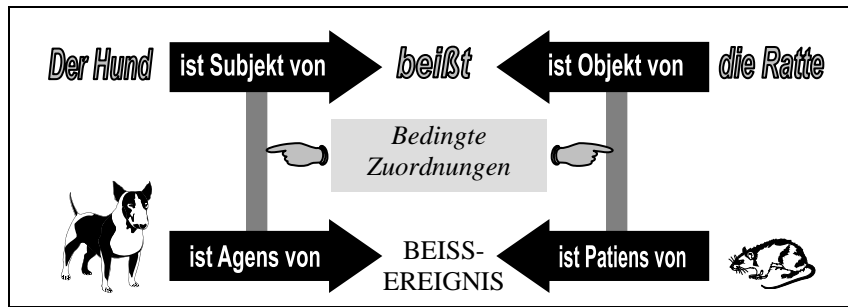 Der Hund ist Subjekt von beißt ist Objekt von die Ratte
Bedingte
Zuordnungen
ist Agens von BEISS- ist Patiens von
EREIGNIS